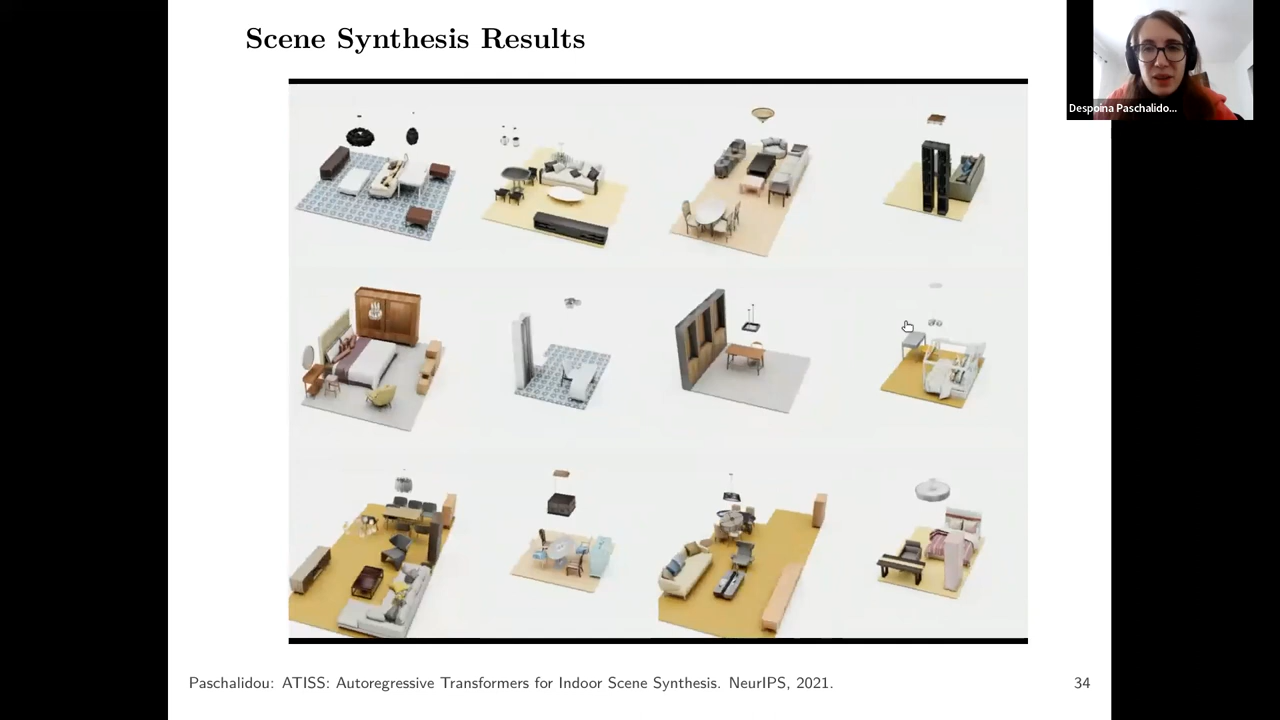 Scene Synthesis Results
Despoina Paschalido...
Paschalidou: ATISS: Autoregressive Transformers for Indoor Scene Synthesis. NeurIPS, 2021.
34